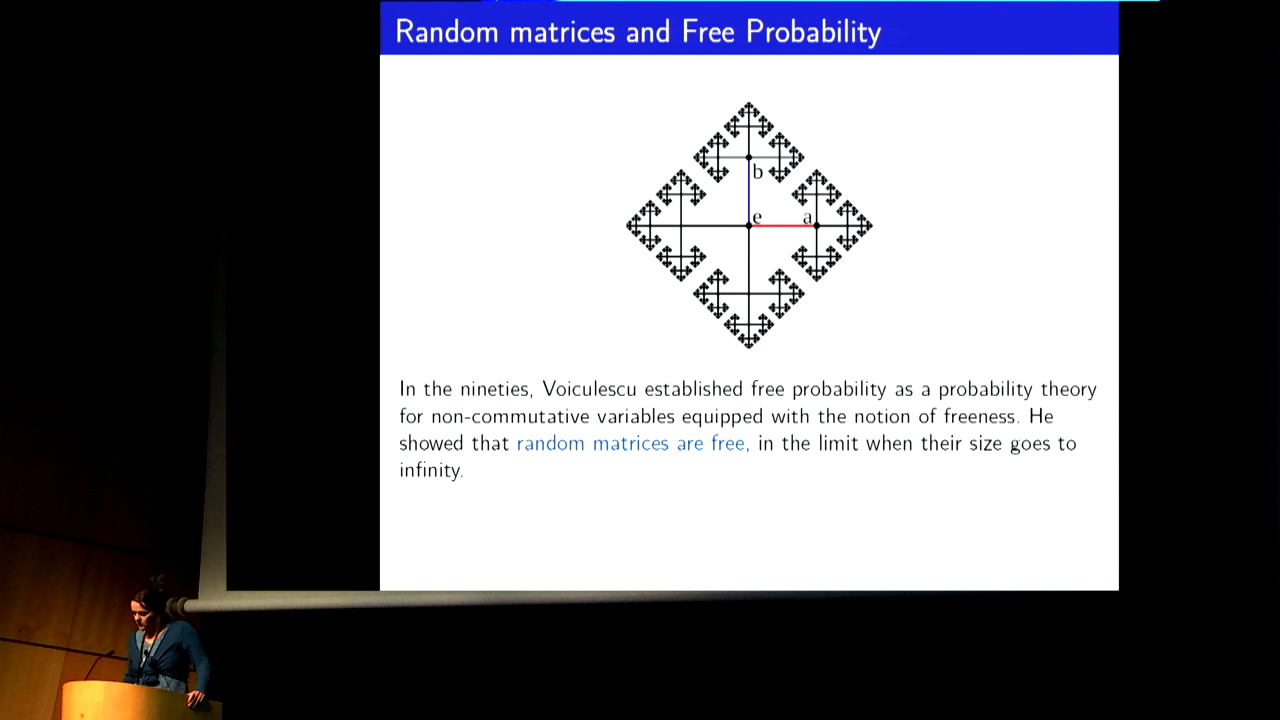 Random matrices and Free Probability
b
e
a
In the nineties, Voiculescu established free probability as a probability theory
for non-commutative variables equipped with the notion of freeness. He
showed that random matrices are free, in the limit when their size goes to
infinity.